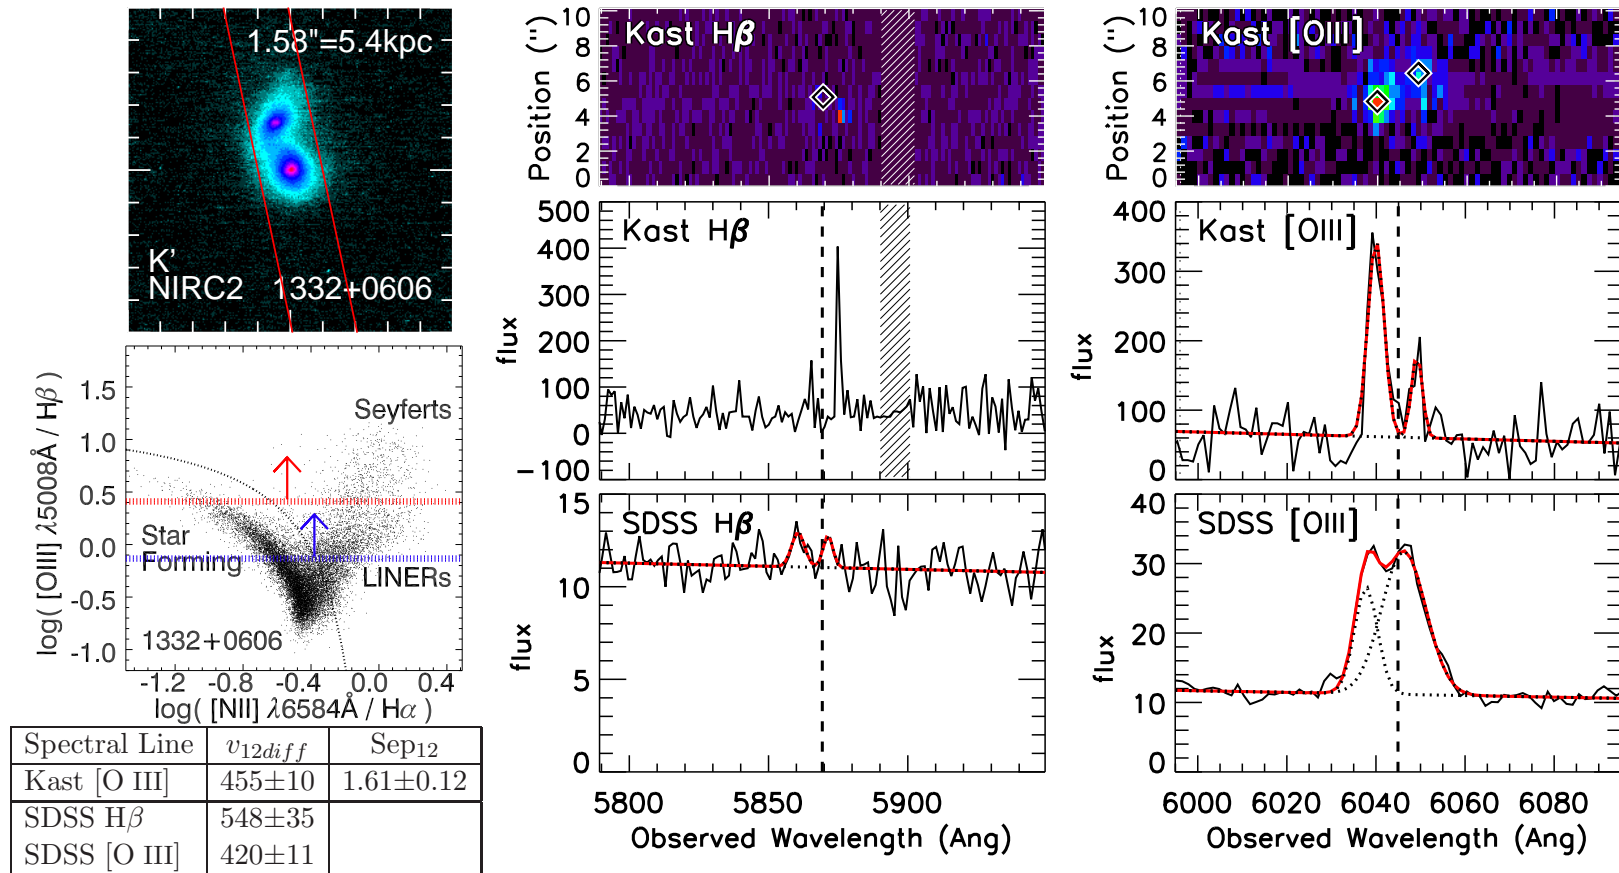 1.58"=5.4kpc
K'
NIRC2 1332+0606
log( [OIII] λ5008Å / Hβ )
1.5
1.0
0.5
0.0
-0.5
-1.0
Seyferts
Star
Forming
LINERs
1332+0606
-1.2 -0.8 -0.4 0.0 0.4
log( [NII] λ6584Å / Hα )
Spectral Line v12diff Sep12
Kast [O III] 455±10 1.61±0.12
SDSS Hβ 548±35
SDSS [O III] 420±11
Kast Hβ
Position (")
10
8
6
4
2
0
Kast Hβ
flux
500
400
300
200
100
0
-100
SDSS Hβ
flux
15
10
5
0
5800 5850 5900
Observed Wavelength (Ang)
Kast [OIII]
Position (")
10
8
6
4
2
0
Kast [OIII]
flux
400
300
200
100
0
SDSS [OIII]
flux
40
30
20
10
0
6000 6020 6040 6060 6080
Observed Wavelength (Ang)